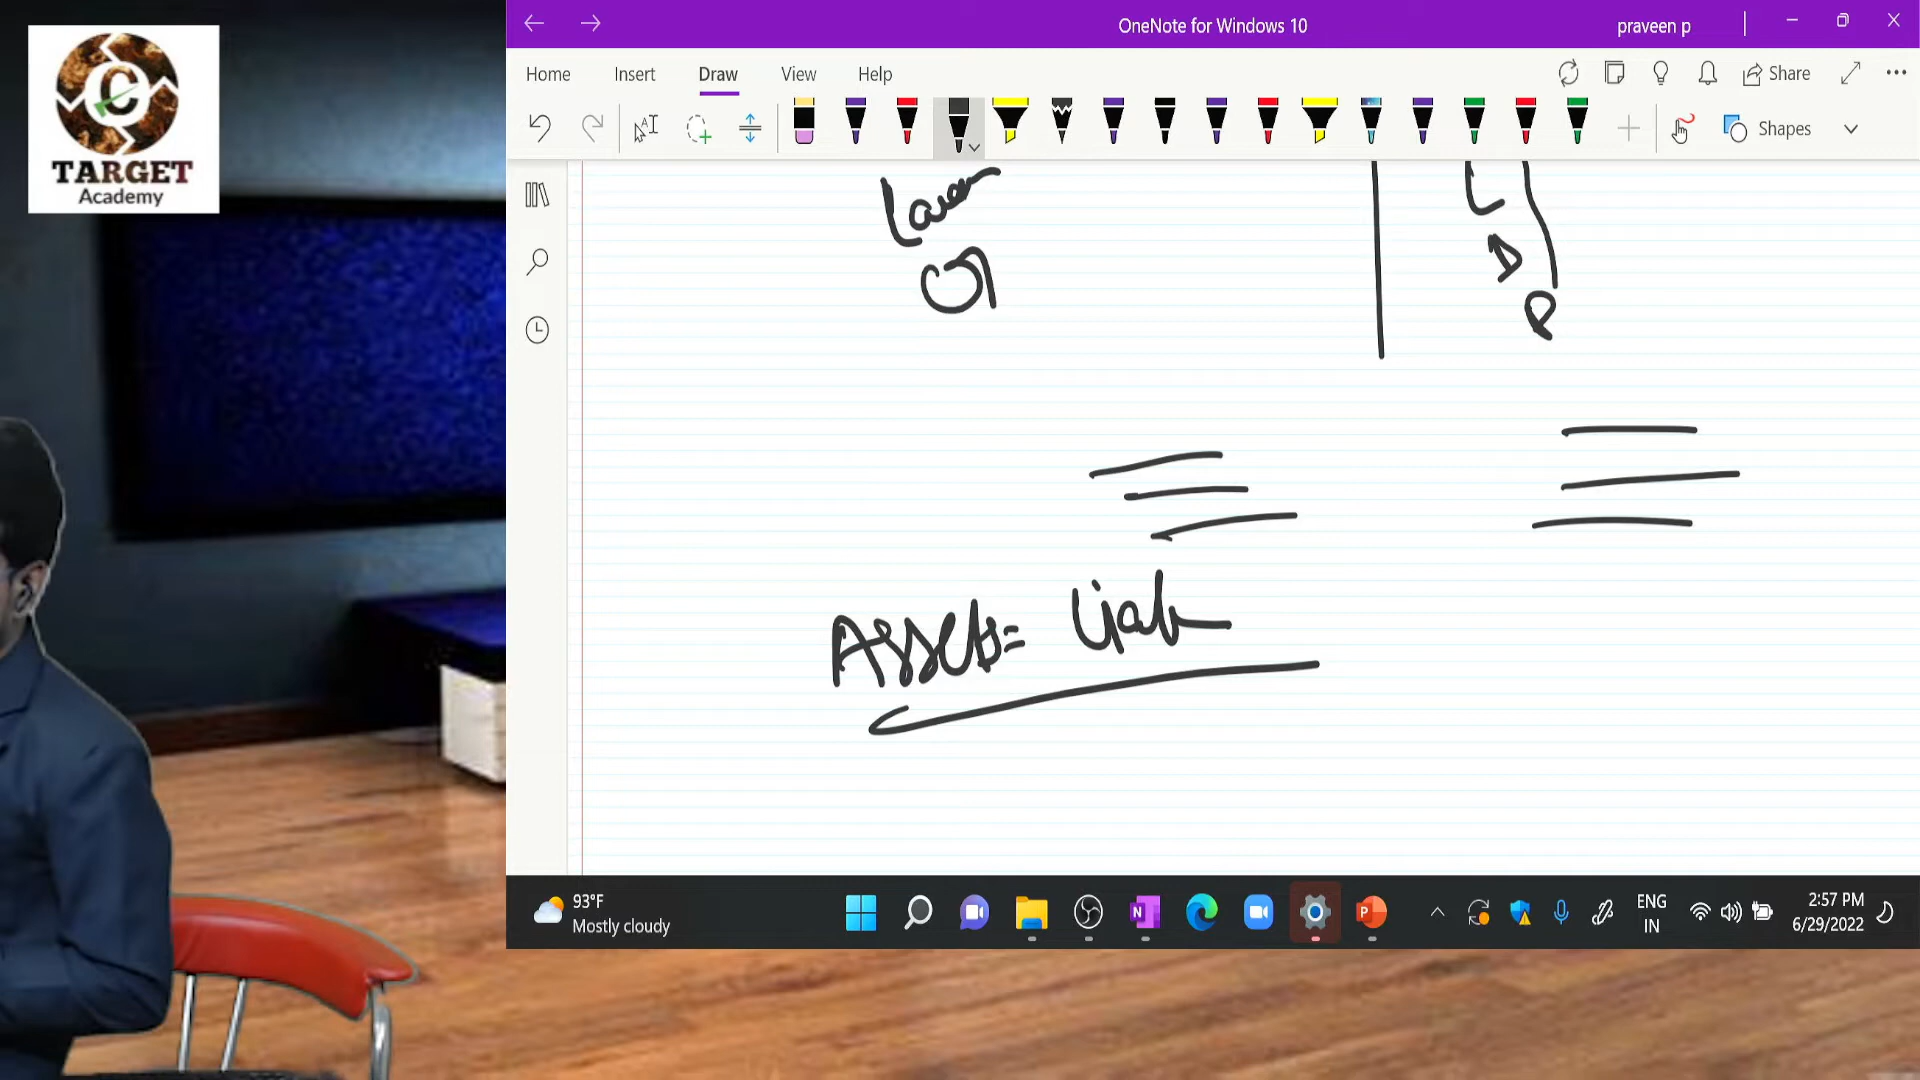 TARGET
Academy
OneNote for Windows 10
praveen p
Home
Insert
Draw
View
Help
Share
Shapes
L
D
P
Assets = Liab
93°F
Mostly cloudy
ENG
IN
2:57 PM
6/29/2022